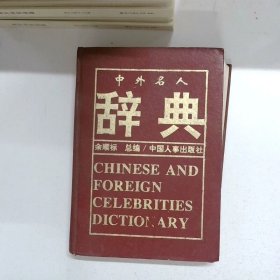 中外名人
辞典
余顺标 总编/中国人事出版社
CHINESE AND
FOREIGN
CELEBRITIES
DICTIONARY